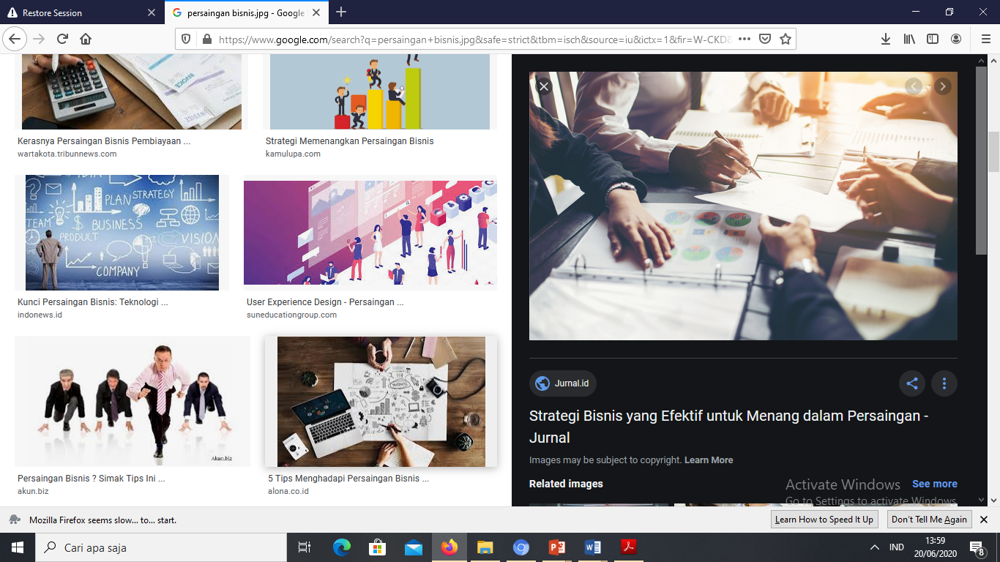 Restore Session
persaingan bisnis.jpg - Google
https://www.google.com/search?q=persaingan+bisnis.jpg&safe=strict&tbm=isch&source=iu&ictx=1&fir=W-CKD
INVOICE
Kerasnya Persaingan Bisnis Pembiayaan ...
wartakota.tribunnews.com
Strategi Memenangkan Persaingan Bisnis
kamulupa.com
PLAN STRATEGY
TEAM $ BUSINESS
PRODUCT VISION
COMPANY
Kunci Persaingan Bisnis: Teknologi ...
indonews.id
User Experience Design - Persaingan ...
suneducationgroup.com
Akun.biz
Persaingan Bisnis ? Simak Tips Ini ...
akun.biz
BUSINESS
5 Tips Menghadapi Persaingan Bisnis ...
alona.co.id
Jurnal.id
Strategi Bisnis yang Efektif untuk Menang dalam Persaingan -
Jurnal
Images may be subject to copyright. Learn More
Related images
See more
Activate Windows
Go to Settings to activate Windows.
Mozilla Firefox seems slow... to... start.
Learn How to Speed It Up
Don't Tell Me Again
Cari apa saja
IND
13:59
20/06/2020
8